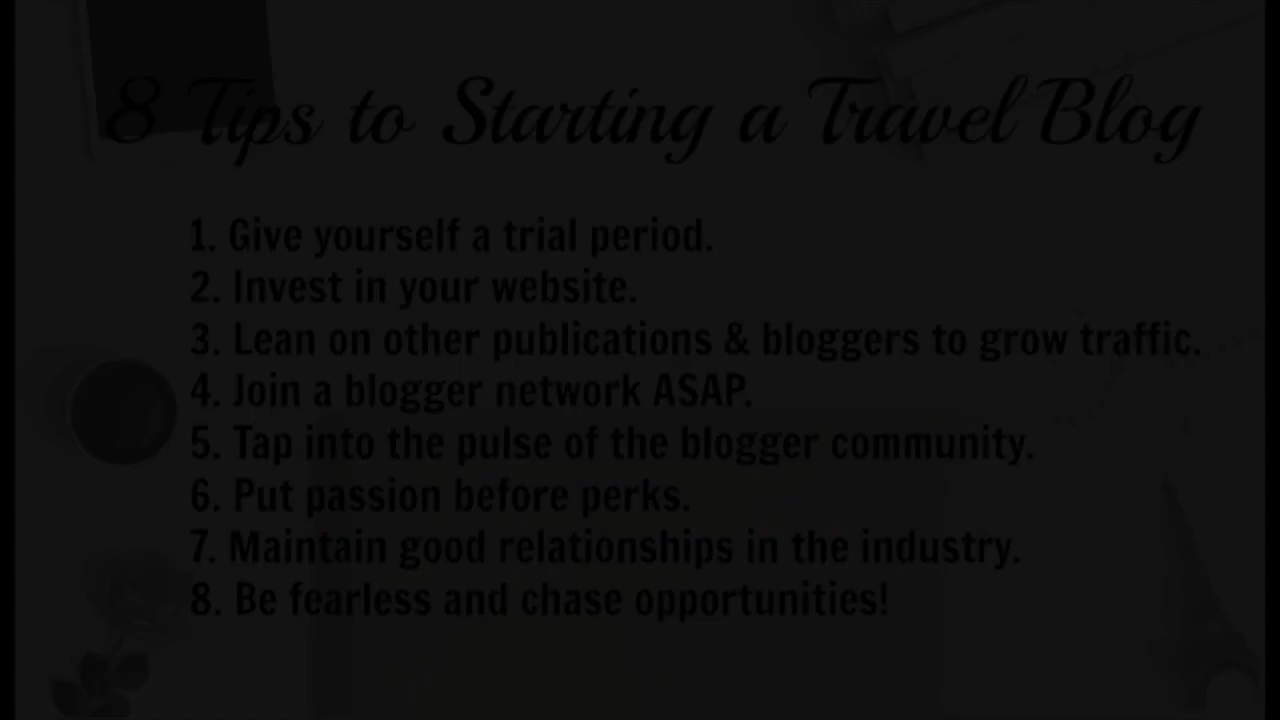 8 Tips to Starting a Travel Blog
1. Give yourself a trial period.
2. Invest in your website.
3. Lean on other publications & bloggers to grow traffic.
4. Join a blogger network ASAP.
5. Tap into the pulse of the blogger community.
6. Put passion before perks.
7. Maintain good relationships in the industry.
8. Be fearless and chase opportunities!